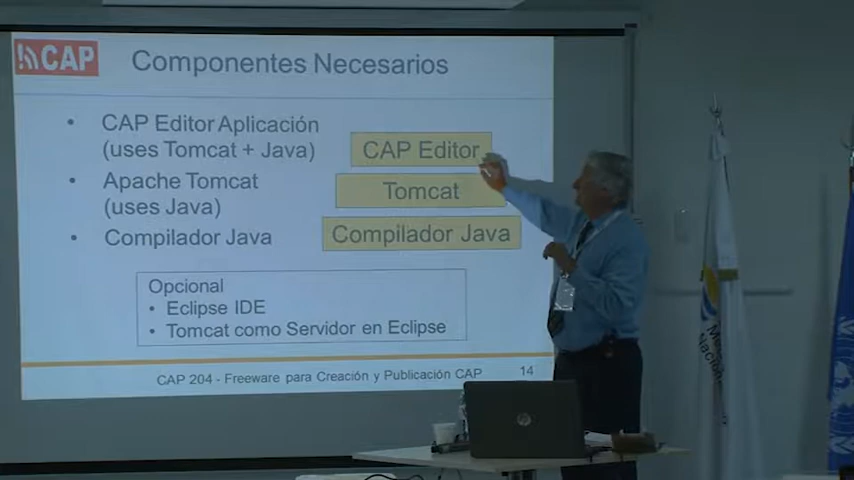 CAP
Componentes Necesarios
• CAP Editor Aplicación
(uses Tomcat + Java)
• Apache Tomcat
(uses Java)
• Compilador Java
CAP Editor
Tomcat
Compilador Java
Opcional
• Eclipse IDE
• Tomcat como Servidor en Eclipse
CAP 204 - Freeware para Creación y Publicación CAP
14
hp